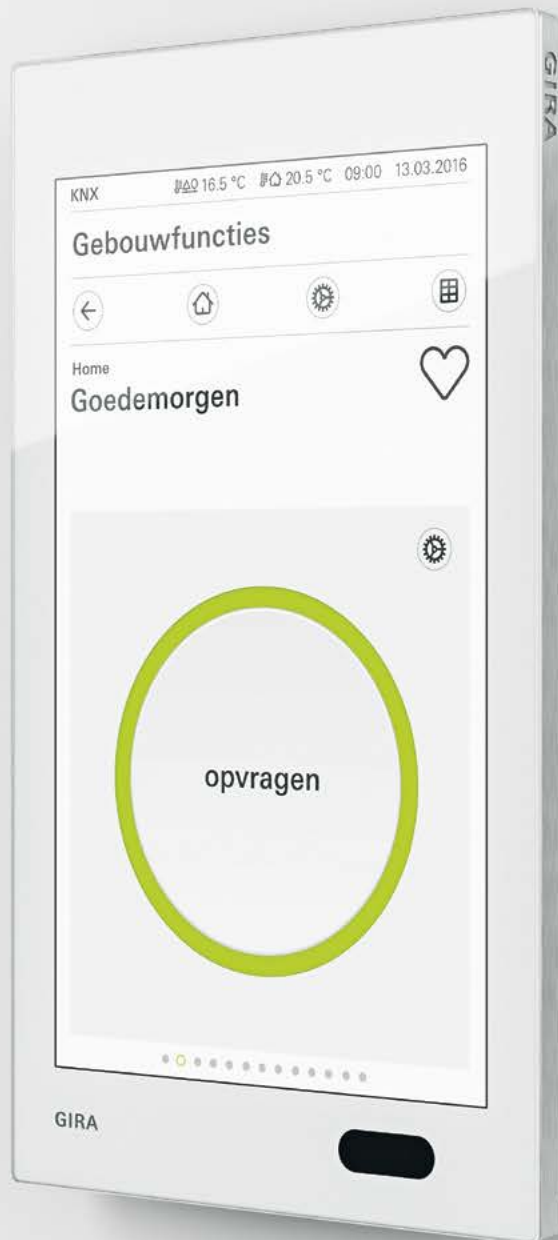 GIRA
KNX 16.5 °C 20.5 °C 09:00 13.03.2016
Gebouwfuncties
Home
Goedemorgen
opvragen
GIRA